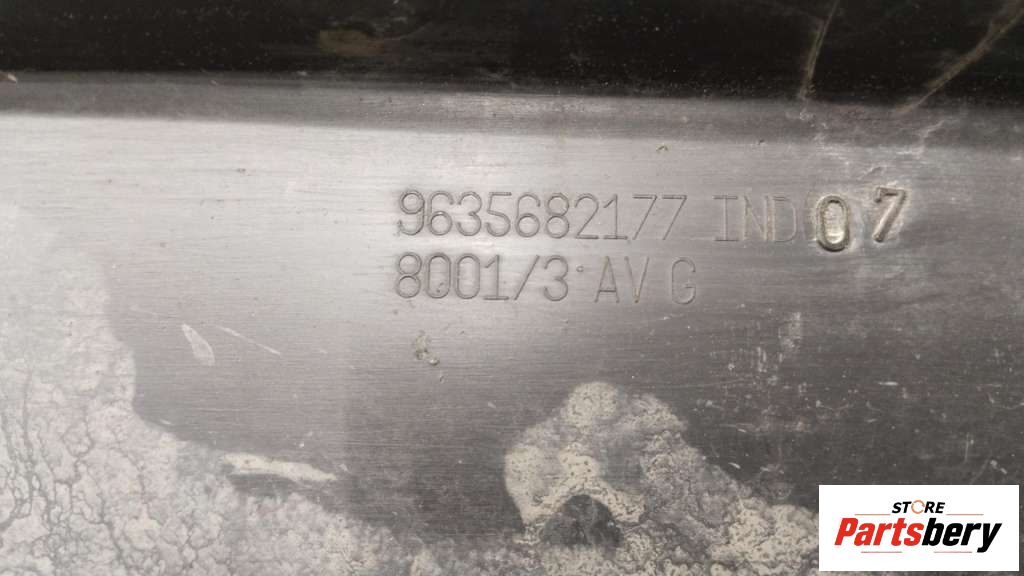 9635682177 IND 07
8001/3 AV G
STORE
Partsbery